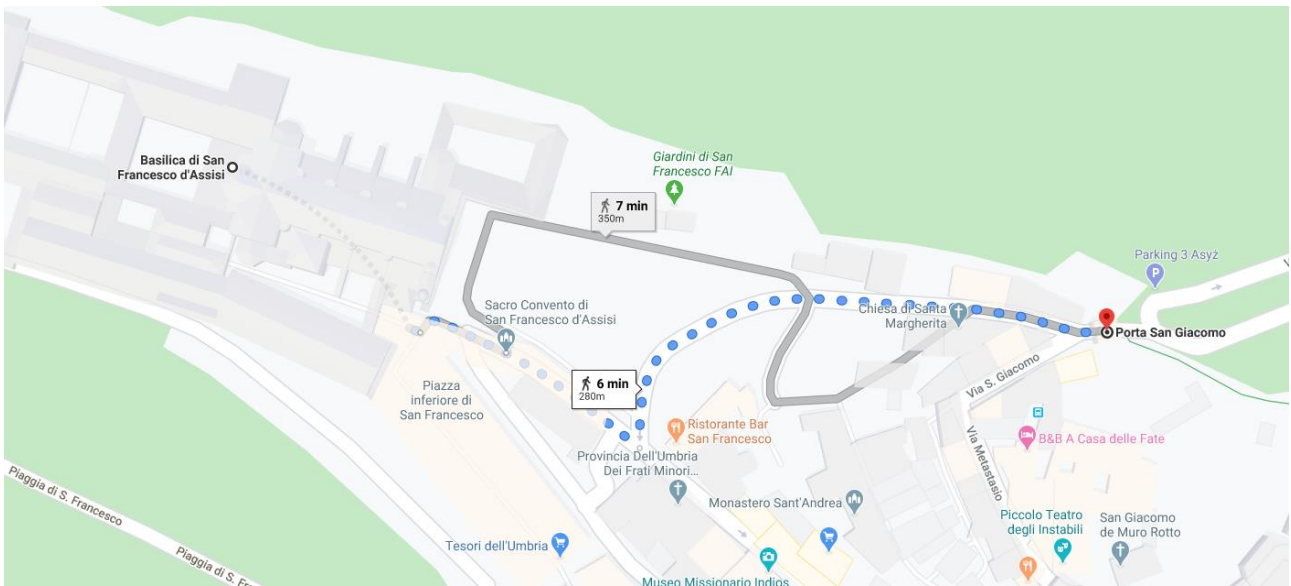 Basilica di San
Francesco d'Assisi
Giardini di San
Francesco FAI
7 min
350m
Parking 3 Asyż
P
Sacro Convento di
San Francesco d'Assisi
Chiesa di Santa
Margherita
Porta San Giacomo
6 min
280m
Piazza
inferiore di
San Francesco
Via S. Giacomo
Ristorante Bar
San Francesco
B&B A Casa delle Fate
Via Metastasio
Provincia Dell'Umbria
Dei Frati Minori...
Piaggia di S. Francesco
Monastero Sant'Andrea
Piccolo Teatro
degli Instabili
San Giacomo
de Muro Rotto
Tesori dell'Umbria
Piaggia di S. F
Museo Missionario Indios